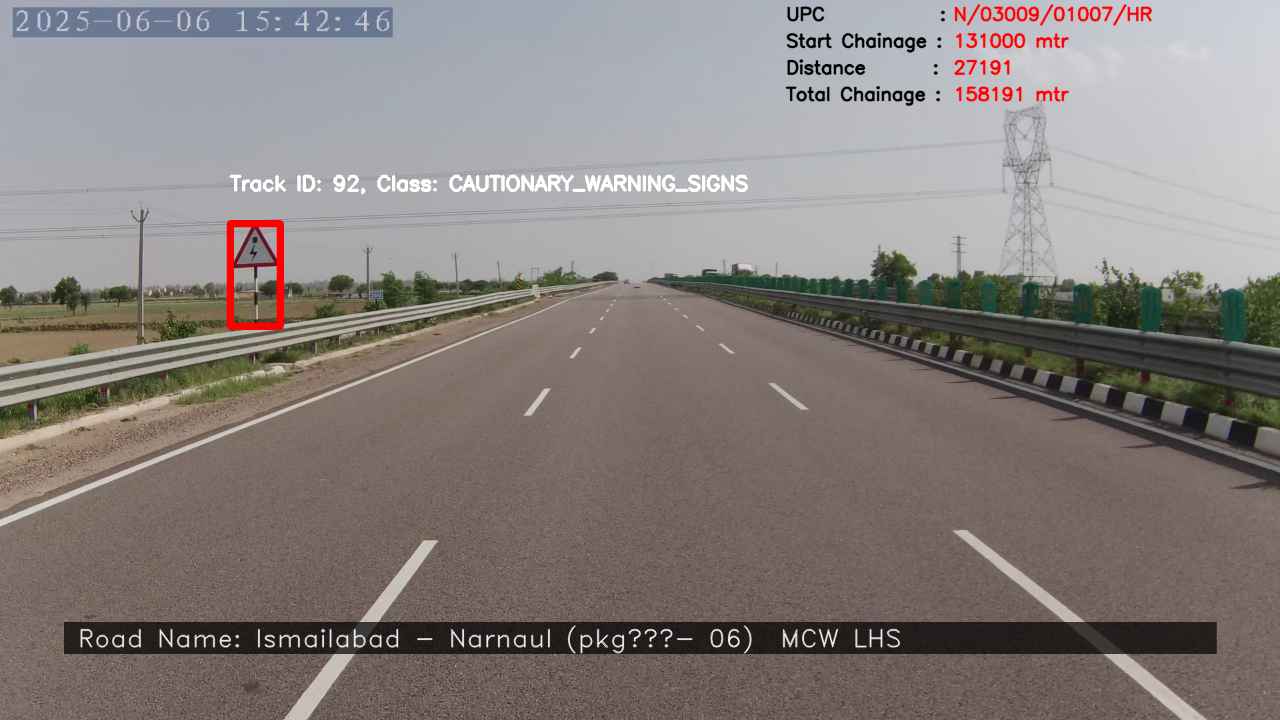 2025-06-06 15:42:46
UPC : N/03009/01007/HR
Start Chainage : 131000 mtr
Distance : 27191
Total Chainage : 158191 mtr
Track ID: 92, Class: CAUTIONARY_WARNING_SIGNS
Road Name: Ismailabad - Narnaul (pkg???- 06) MCW LHS